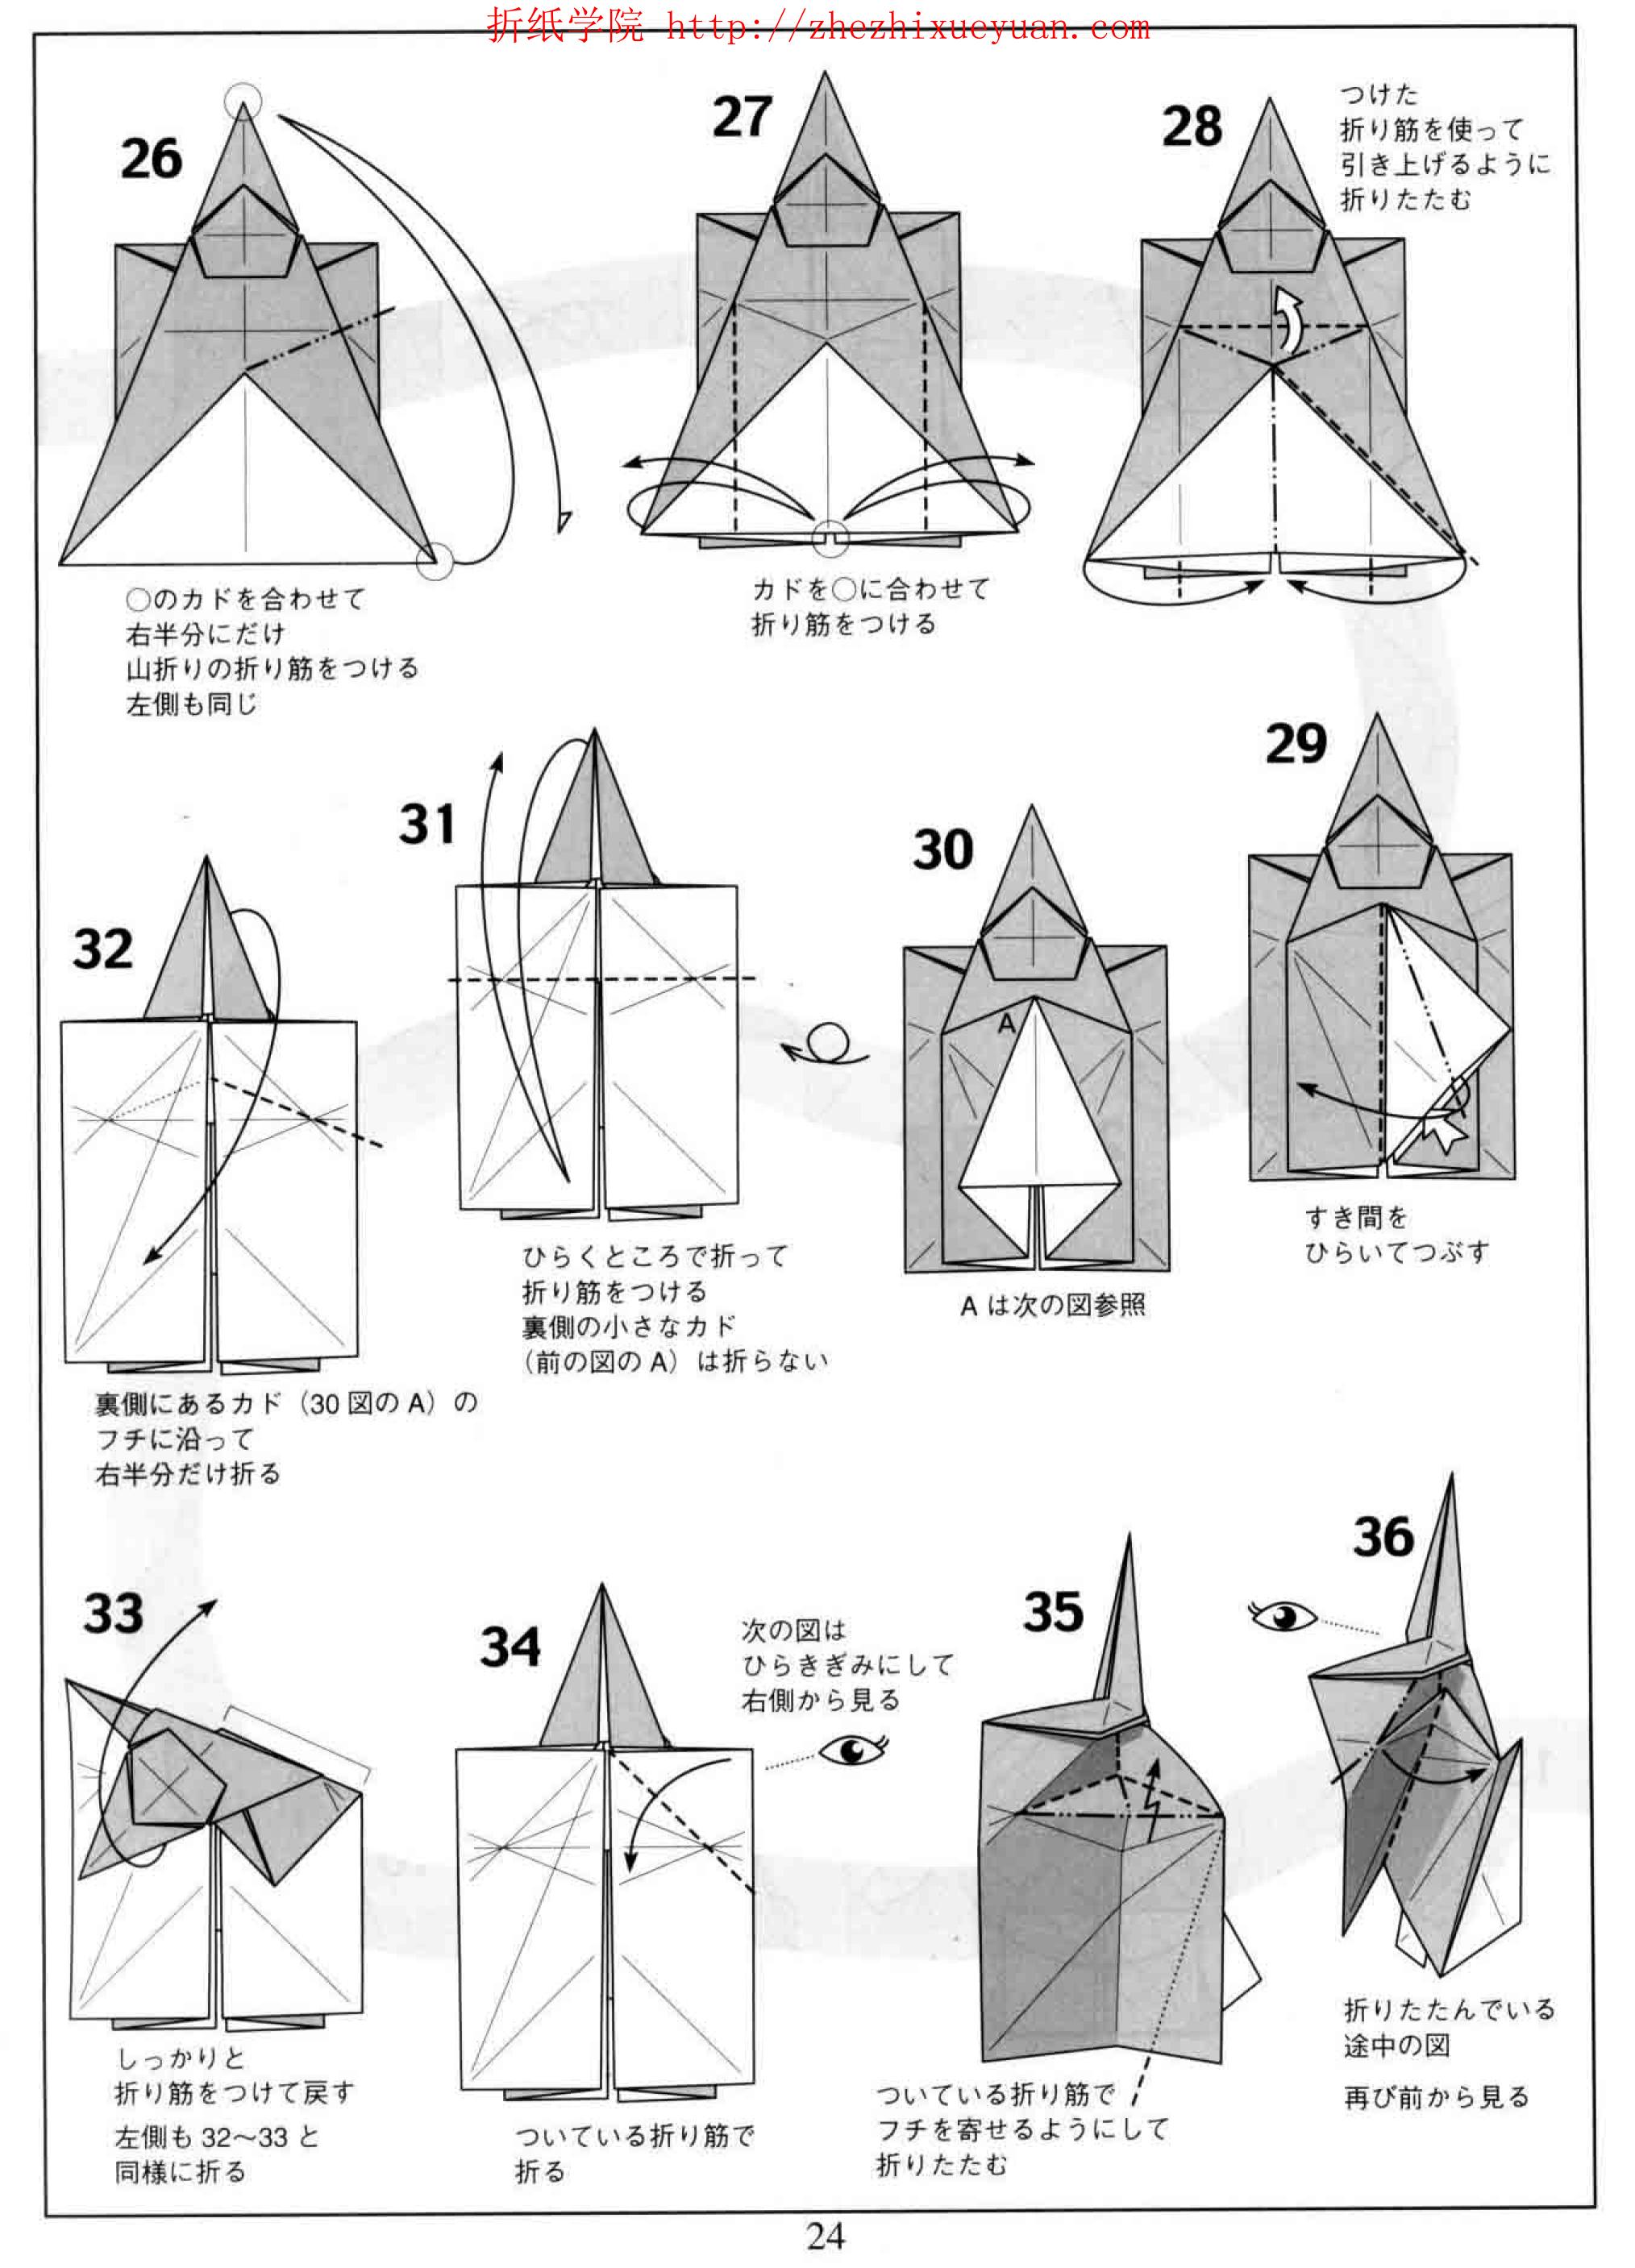 折纸学院 http://zhezhixueyuan.com
26
○のカドを合わせて
右半分にだけ
山折りの折り筋をつける
左側も同じ
27
カドを○に合わせて
折り筋をつける
28
つけた
折り筋を使って
引き上げるように
折りたたむ
29
すき間を
ひらいてつぶす
30
A
Aは次の図参照
31
ひらくところで折って
折り筋をつける
裏側の小さなカド
（前の図のA）は折らない
32
裏側にあるカド（30図のA）の
フチに沿って
右半分だけ折る
33
しっかりと
折り筋をつけて戻す
左側も32〜33と
同様に折る
34
次の図は
ひらきぎみにして
右側から見る
ついている折り筋で
折る
35
ついている折り筋で
フチを寄せるようにして
折りたたむ
36
折りたたんでいる
途中の図
再び前から見る
24